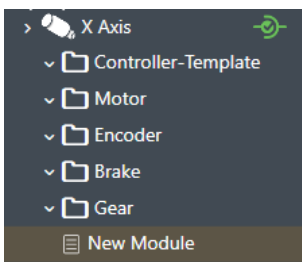 X Axis
Controller-Template
Motor
Encoder
Brake
Gear
New Module